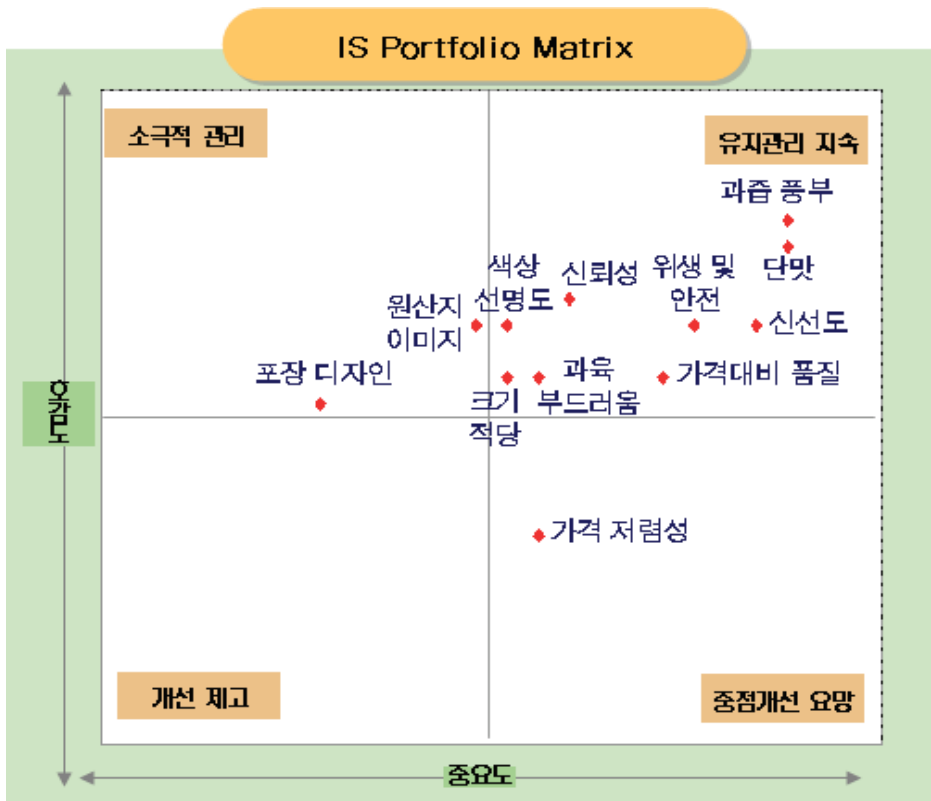 IS Portfolio Matrix
소극적 관리
유지관리 지속
과즙 풍부
단맛
색상
선명도
신뢰성
위생 및
안전
신선도
원산지
이미지
포장 디자인
크기
적당
과육
부드러움
가격대비 품질
호감도
가격 저렴성
개선 제고
중점개선 요망
중요도